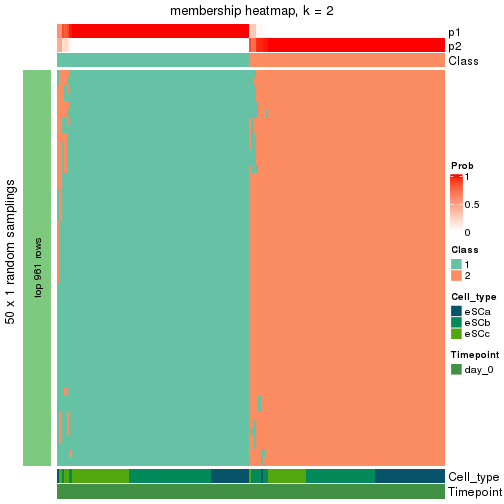 membership heatmap, k = 2
p1
p2
Class
50 x 1 random samplings
top 961 rows
Prob
1
0.5
0
Class
1
2
Cell_type
eSCa
eSCb
eSCc
Timepoint
day_0
Cell_type
Timepoint